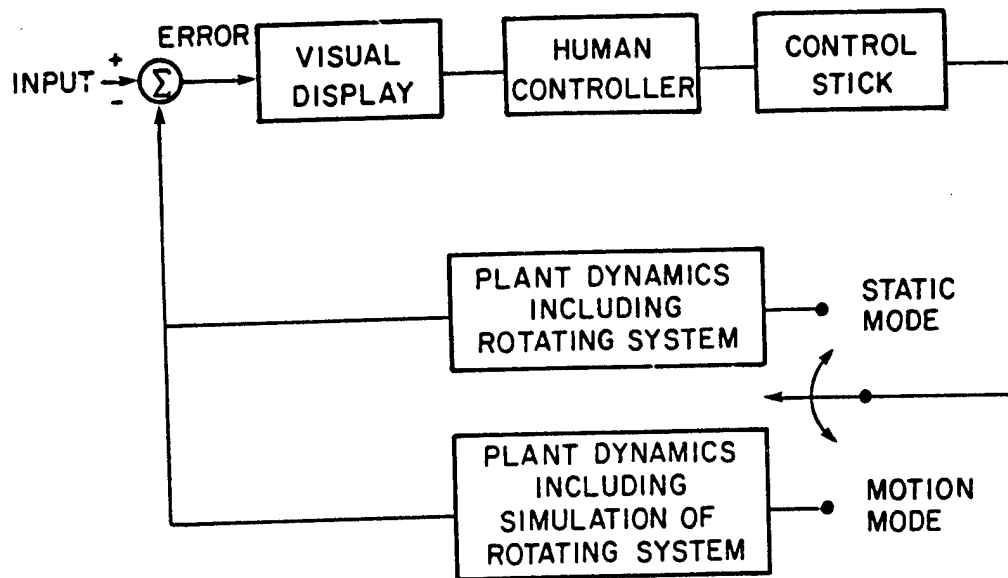 ERROR
INPUT
+
-
Σ
VISUAL
DISPLAY
HUMAN
CONTROLLER
CONTROL
STICK
PLANT DYNAMICS
INCLUDING
ROTATING SYSTEM
STATIC
MODE
PLANT DYNAMICS
INCLUDING
SIMULATION OF
ROTATING SYSTEM
MOTION
MODE